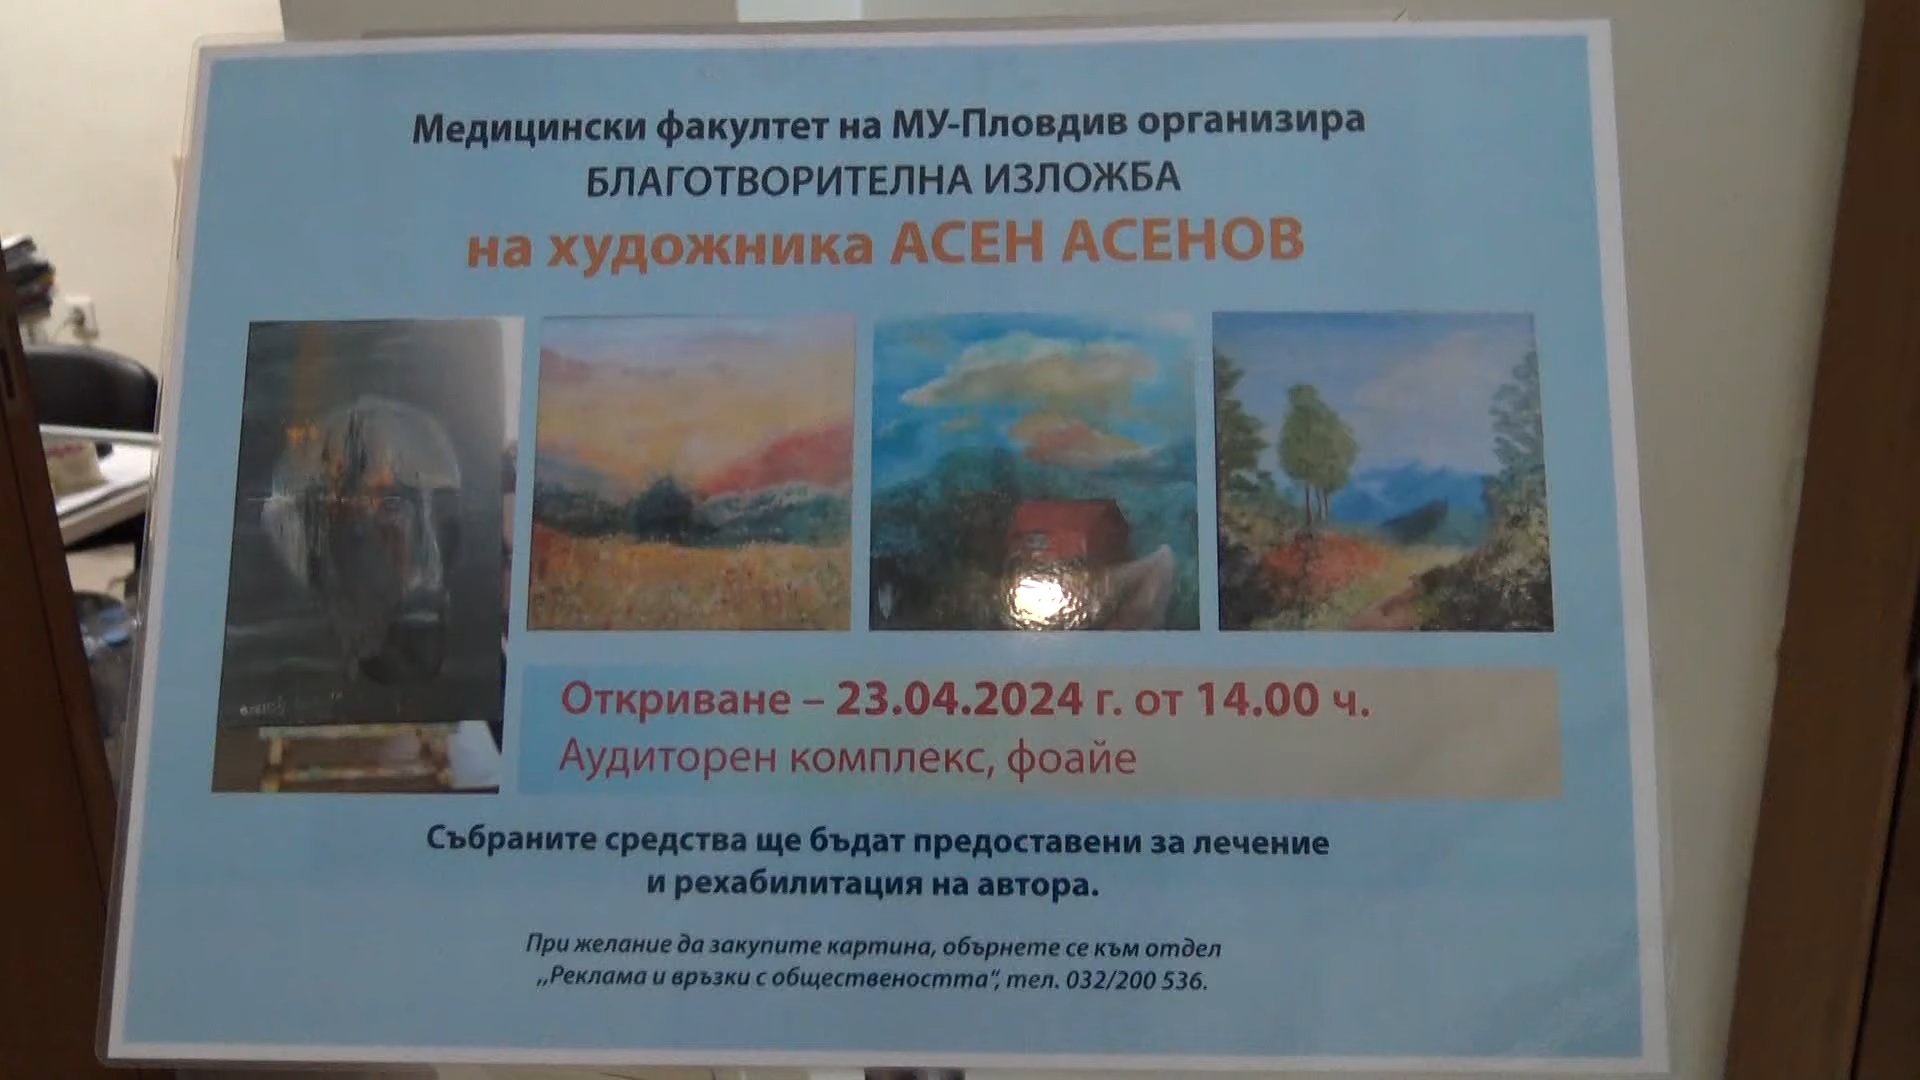 Медицински факултет на МУ-Пловдив организира
БЛАГОТВОРИТЕЛНА ИЗЛОЖБА
на художника АСЕН АСЕНОВ
Откриване – 23.04.2024 г. от 14.00 ч.
Аудиторен комплекс, фоайе
Събраните средства ще бъдат предоставени за лечение
и рехабилитация на автора.
При желание да закупите картина, обърнете се към отдел
„Реклама и връзки с обществеността“, тел. 032/200 536.